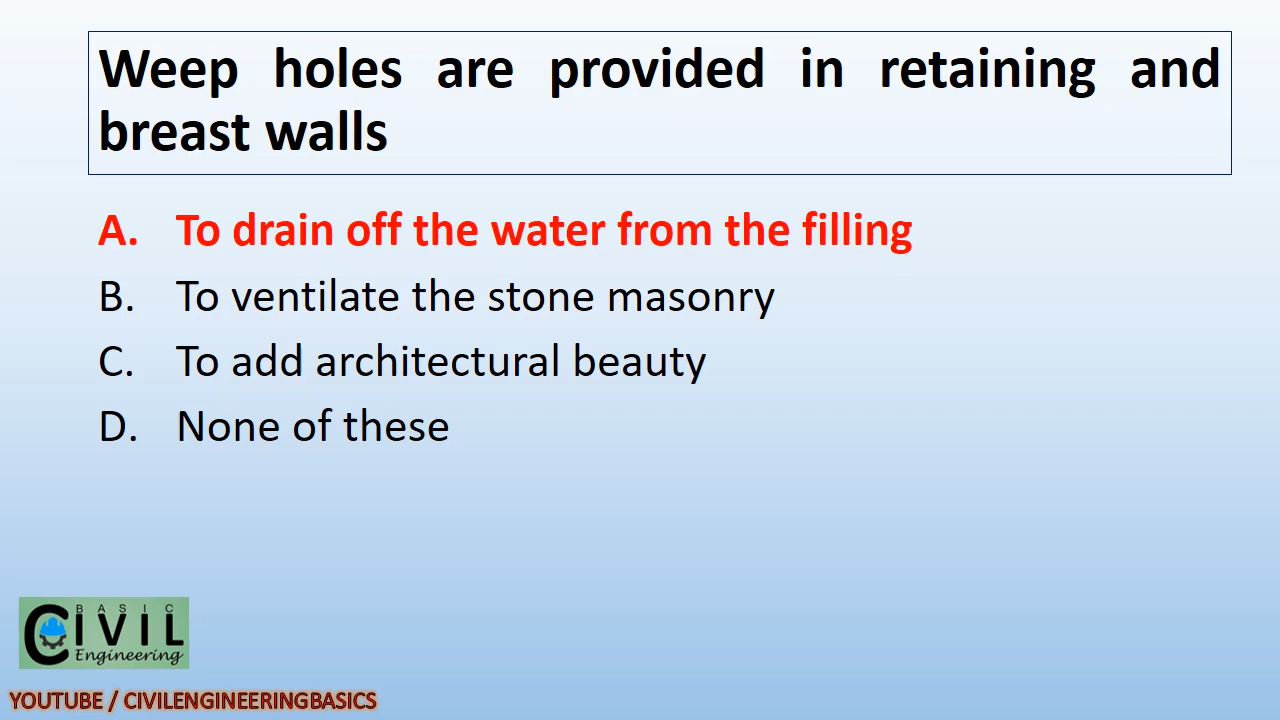 Weep holes are provided in retaining and
breast walls
A. To drain off the water from the filling
B. To ventilate the stone masonry
C. To add architectural beauty
D. None of these
BASIC
CIVIL
Engineering
YOUTUBE / CIVILENGINEERINGBASICS